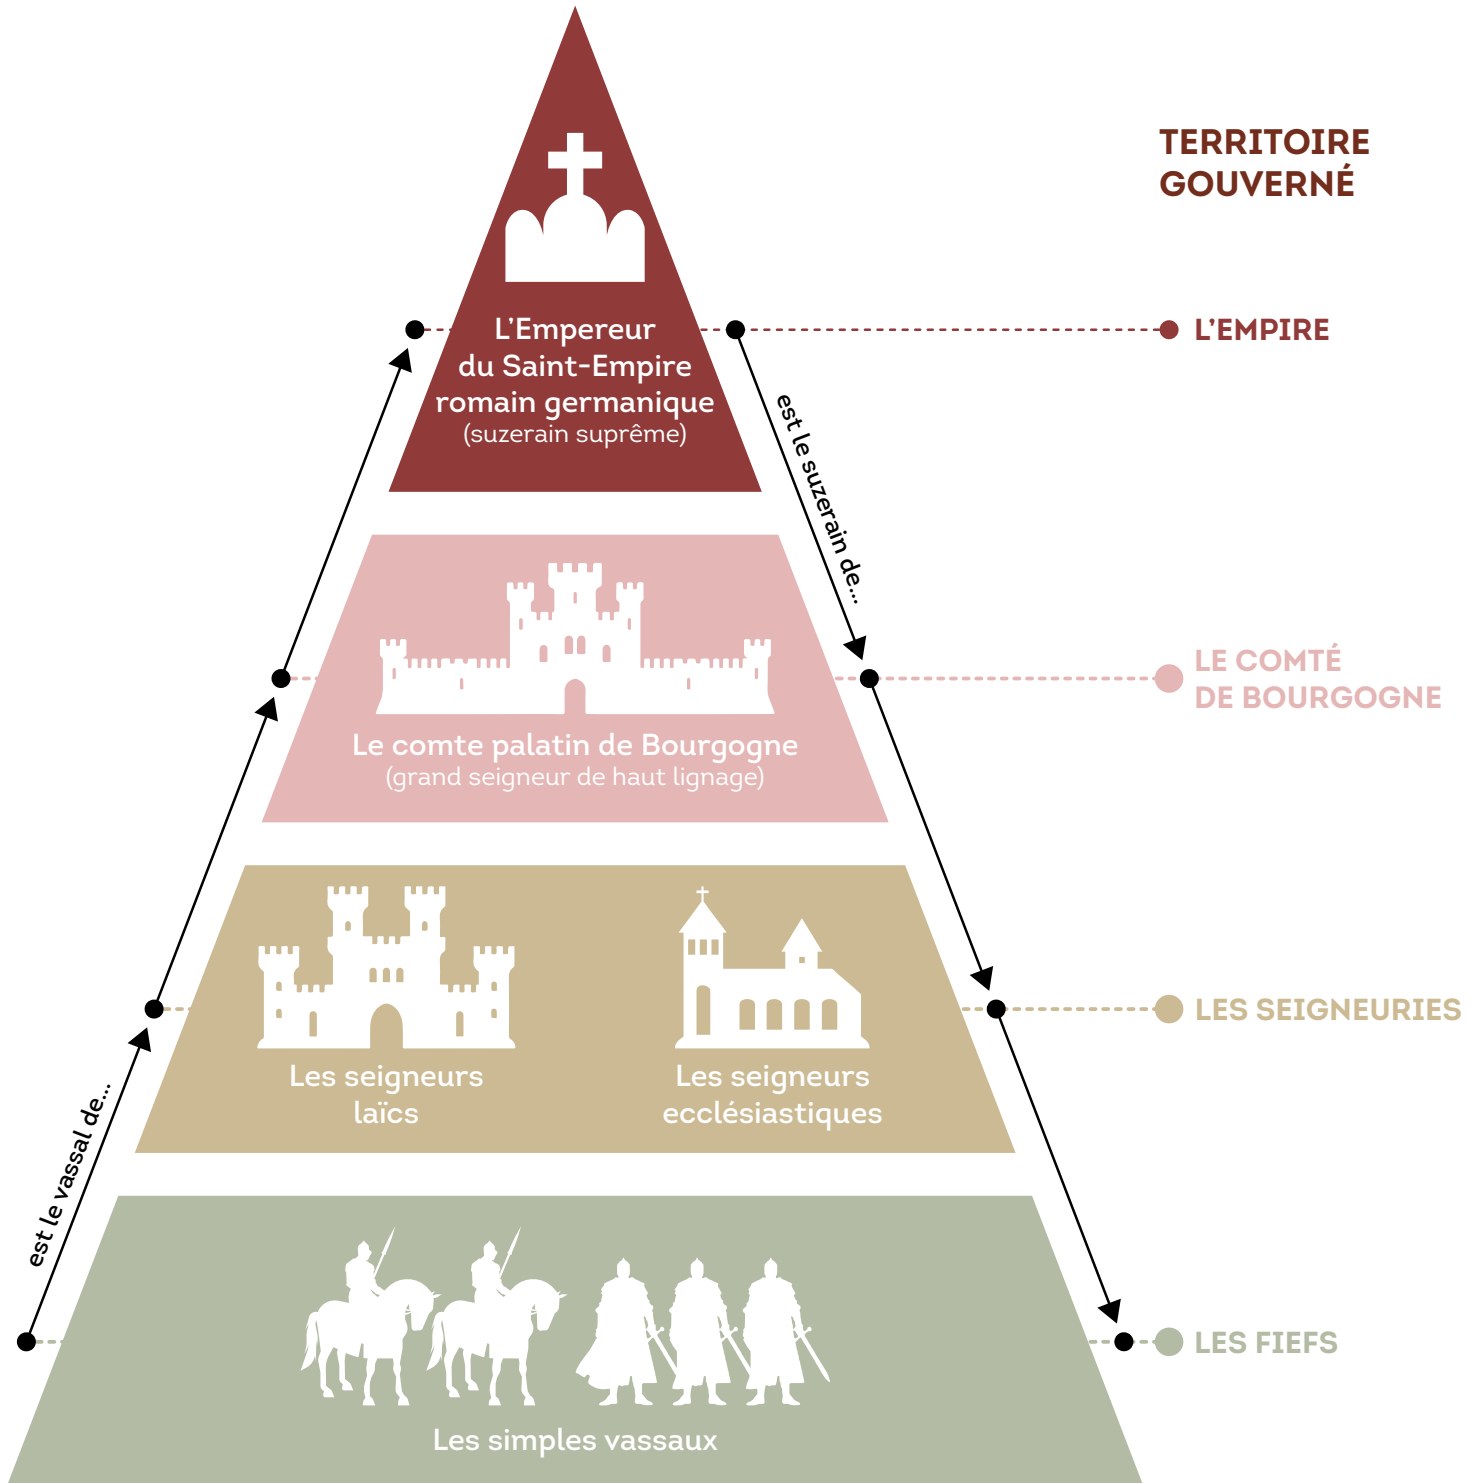 TERRITOIRE
GOUVERNÉ
L'Empereur
du Saint-Empire
romain germanique
(suzerain suprême)
L'EMPIRE
est le suzerain de...
Le comte palatin de Bourgogne
(grand seigneur de haut lignage)
LE COMTÉ
DE BOURGOGNE
Les seigneurs
laïcs
Les seigneurs
ecclésiastiques
LES SEIGNEURIES
est le vassal de...
Les simples vassaux
LES FIEFS